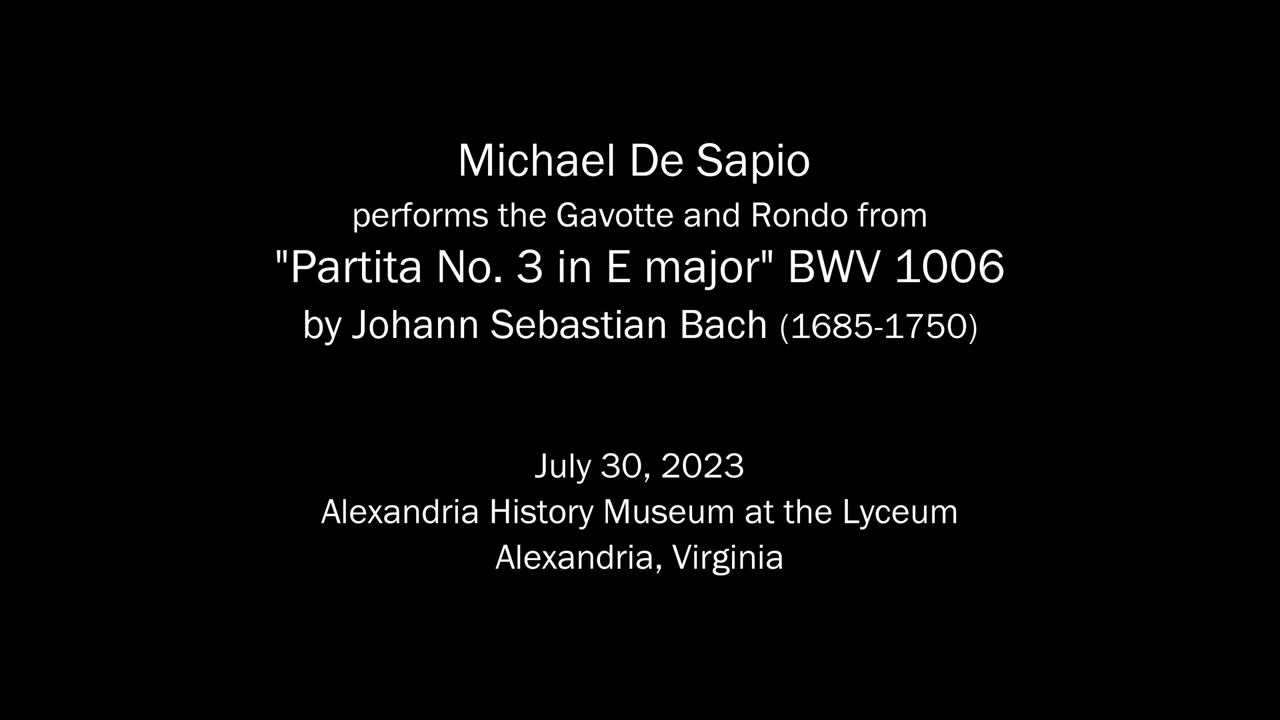 Michael De Sapio
performs the Gavotte and Rondo from
"Partita No. 3 in E major" BWV 1006
by Johann Sebastian Bach (1685-1750)
July 30, 2023
Alexandria History Museum at the Lyceum
Alexandria, Virginia